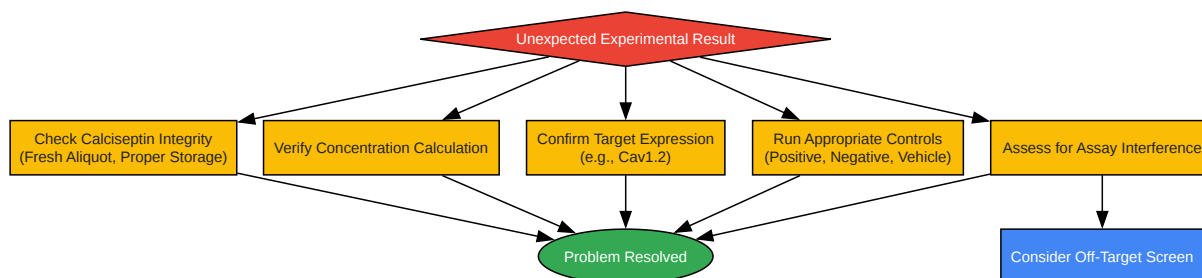 Unexpected Experimental Result
Check Calciseptin Integrity
(Fresh Aliquot, Proper Storage)
Verify Concentration Calculation
Confirm Target Expression
(e.g., Cav1.2)
Run Appropriate Controls
(Positive, Negative, Vehicle)
Assess for Assay Interference
Problem Resolved
Consider Off-Target Screen